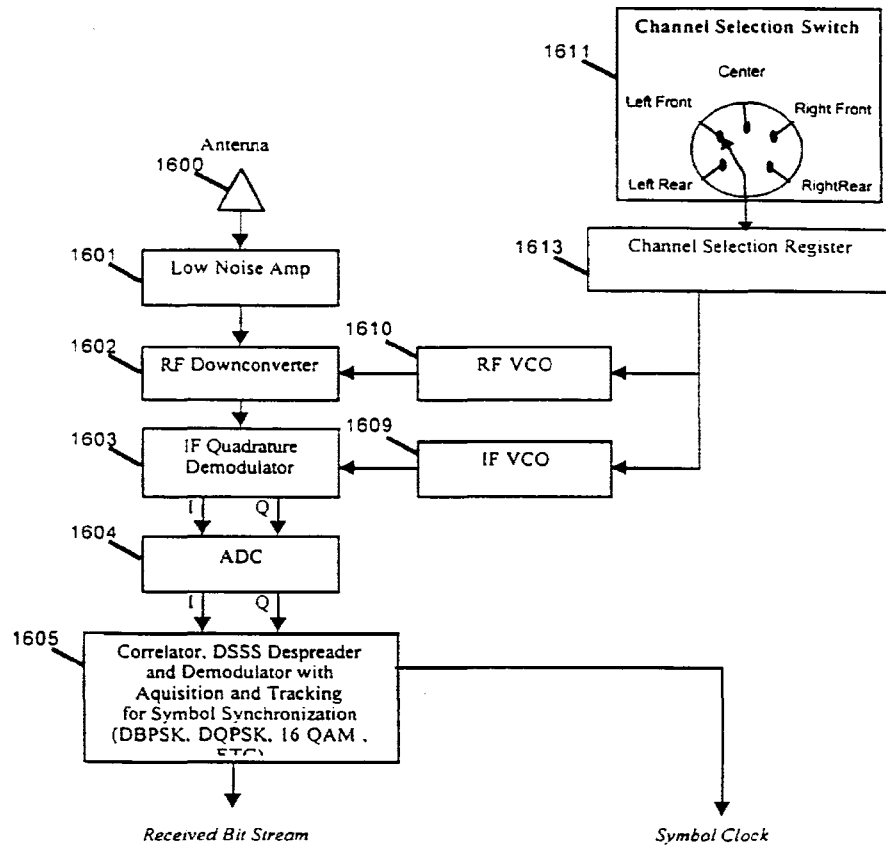 Channel Selection Switch
1611
Center
Left Front
Right Front
Left Rear
RightRear
Antenna
1600
1613
Channel Selection Register
1601
Low Noise Amp
1602
RF Downconverter
1610
RF VCO
1603
IF Quadrature
Demodulator
1609
IF VCO
I
Q
1604
ADC
I
Q
1605
Correlator, DSSS Despreader
and Demodulator with
Aquisition and Tracking
for Symbol Synchronization
(DBPSK, DQPSK, 16 QAM ,
ETC)
Received Bit Stream
Symbol Clock